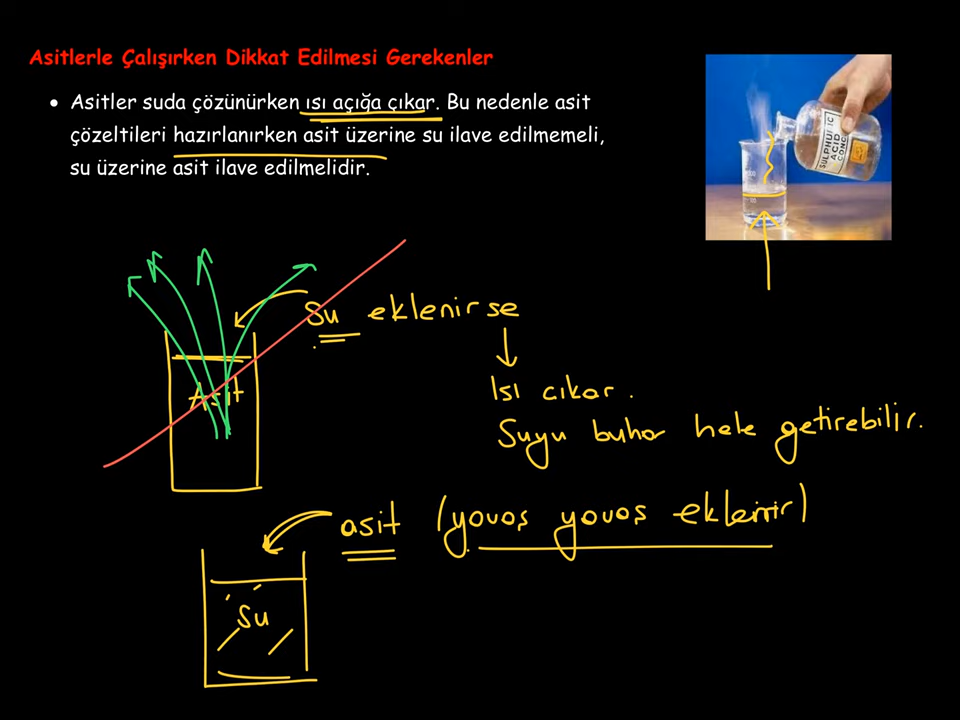 Asitlerle Çalışırken Dikkat Edilmesi Gerekenler
• Asitler suda çözünürken ısı açığa çıkar. Bu nedenle asit
çözeltileri hazırlanırken asit üzerine su ilave edilmemeli,
su üzerine asit ilave edilmelidir.
SULPHURIC
ACID
CONC
Su eklenirse
Asit
Isı cıkar.
Suyu buhar hale getirebilir.
asit (yavaş yavaş eklenir)
Su